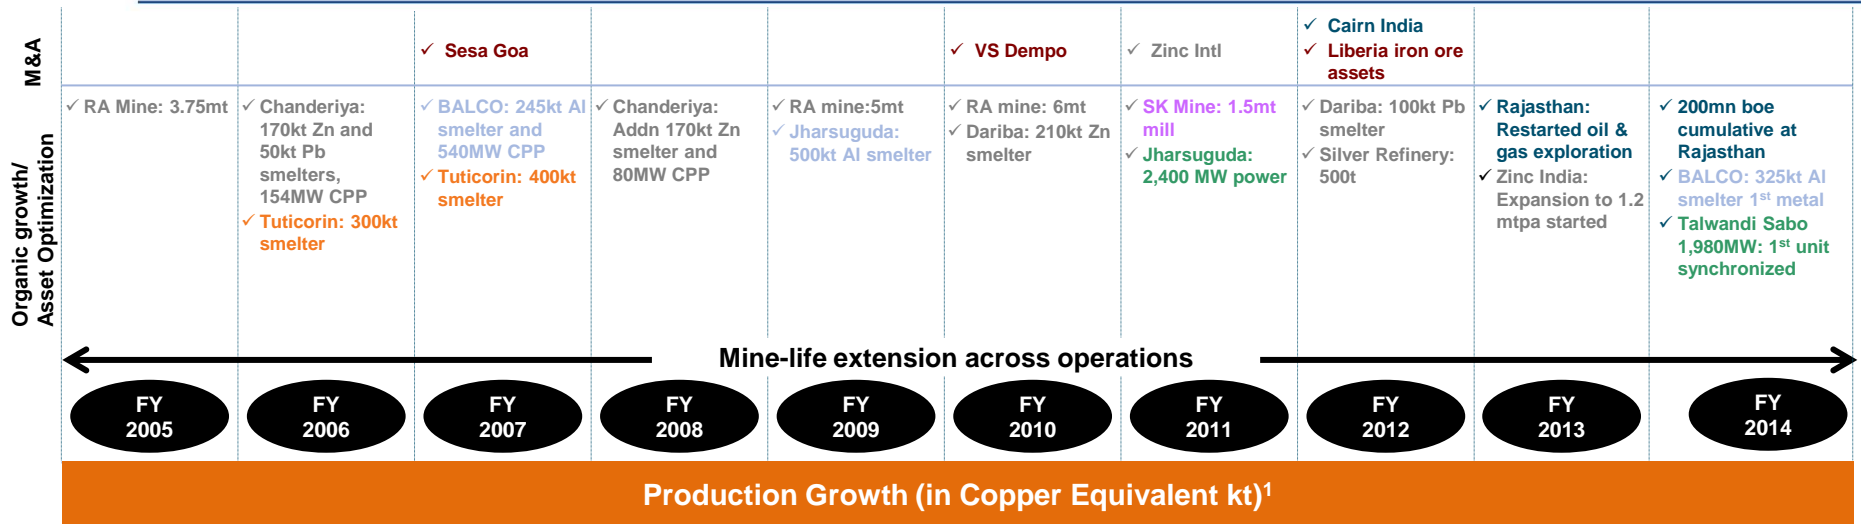 M&A
✓ Sesa Goa
✓ VS Dempo
✓ Zinc Intl
✓ Cairn India
✓ Liberia iron ore
assets
Organic growth/
Asset Optimization
✓ RA Mine: 3.75mt
✓ Chanderiya:
170kt Zn and
50kt Pb
smelters,
154MW CPP
✓ Tuticorin: 300kt
smelter
✓ BALCO: 245kt Al
smelter and
540MW CPP
✓ Tuticorin: 400kt
smelter
✓ Chanderiya:
Addn 170kt Zn
smelter and
80MW CPP
✓ RA mine:5mt
✓ Jharsuguda:
500kt Al smelter
✓ RA mine: 6mt
✓ Dariba: 210kt Zn
smelter
✓ SK Mine: 1.5mt
mill
✓ Jharsuguda:
2,400 MW power
✓ Dariba: 100kt Pb
smelter
✓ Silver Refinery:
500t
✓ Rajasthan:
Restarted oil &
gas exploration
✓ Zinc India:
Expansion to 1.2
mtpa started
✓ 200mn boe
cumulative at
Rajasthan
✓ BALCO: 325kt Al
smelter 1st metal
✓ Talwandi Sabo
1,980MW: 1st unit
synchronized
Mine-life extension across operations
FY
2005
FY
2006
FY
2007
FY
2008
FY
2009
FY
2010
FY
2011
FY
2012
FY
2013
FY
2014
Production Growth (in Copper Equivalent kt)1